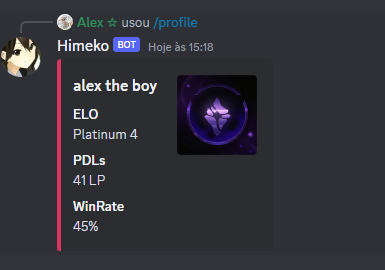 Alex ☆ usou /profile
Himeko BOT Hoje às 15:18
alex the boy
ELO
Platinum 4
PDLs
41 LP
WinRate
45%